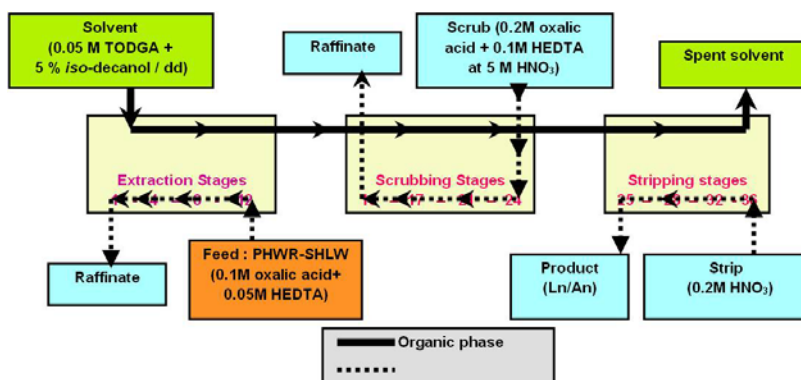 Solvent
(0.05 M TODGA +
5 % iso-decanol / dd)
Raffinate
Scrub (0.2M oxalic
acid + 0.1M HEDTA
at 5 M HNO₃)
Spent solvent
Extraction Stages
Scrubbing Stages
24
Stripping stages
Raffinate
Feed : PHWR-SHLW
(0.1M oxalic acid+
0.05M HEDTA)
Product
(Ln/An)
Strip
(0.2M HNO₃)
Organic phase